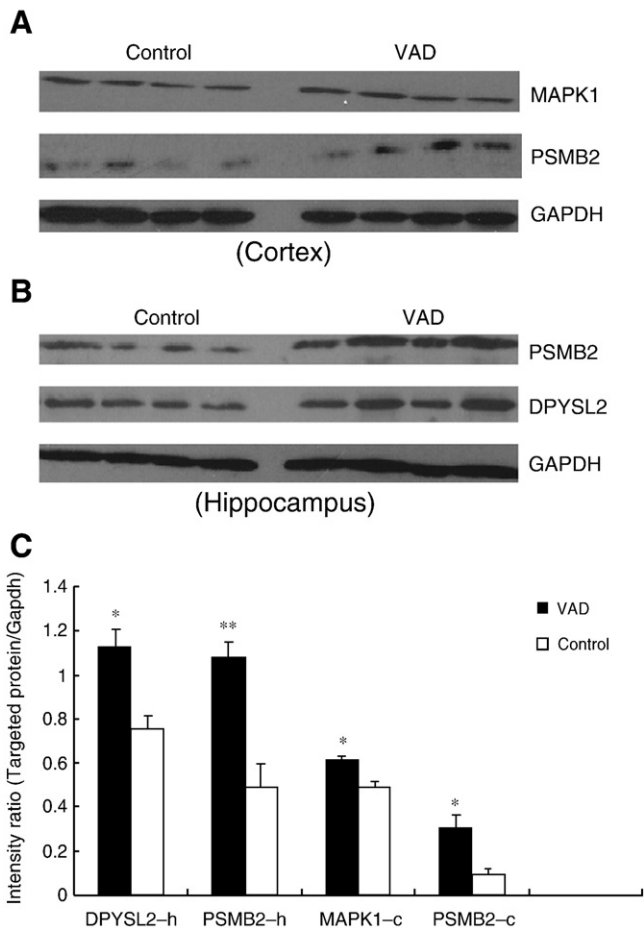 A
Control VAD
MAPK1
PSMB2
GAPDH
(Cortex)
B
Control VAD
PSMB2
DPYSL2
GAPDH
(Hippocampus)
C
Intensity ratio (Targeted protein/Gapdh)
1.4
1.2
1
0.8
0.6
0.4
0.2
0
* ** * *
VAD
Control
DPYSL2–h PSMB2–h MAPK1–c PSMB2–c